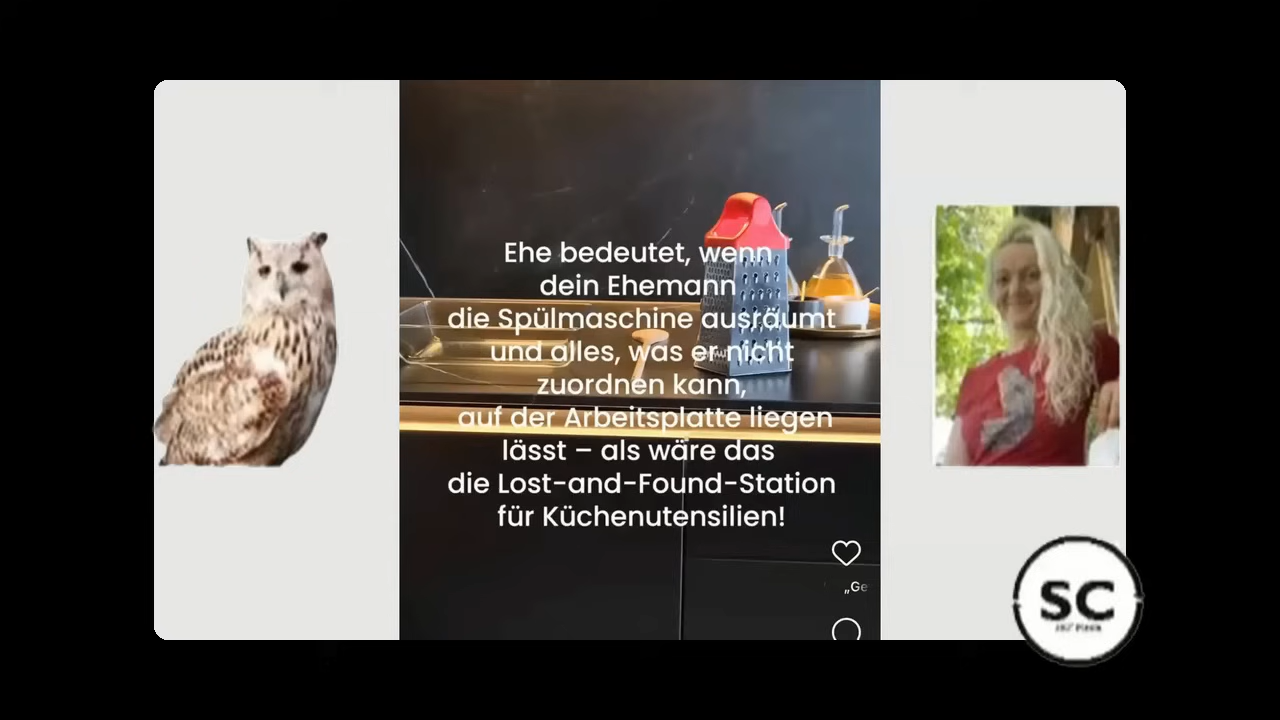 Ehe bedeutet, wenn
dein Ehemann
die Spülmaschine ausräumt
und alles, was er nicht
zuordnen kann,
auf der Arbeitsplatte liegen
lässt – als wäre das
die Lost-and-Found-Station
für Küchenutensilien!
„Ge
SC